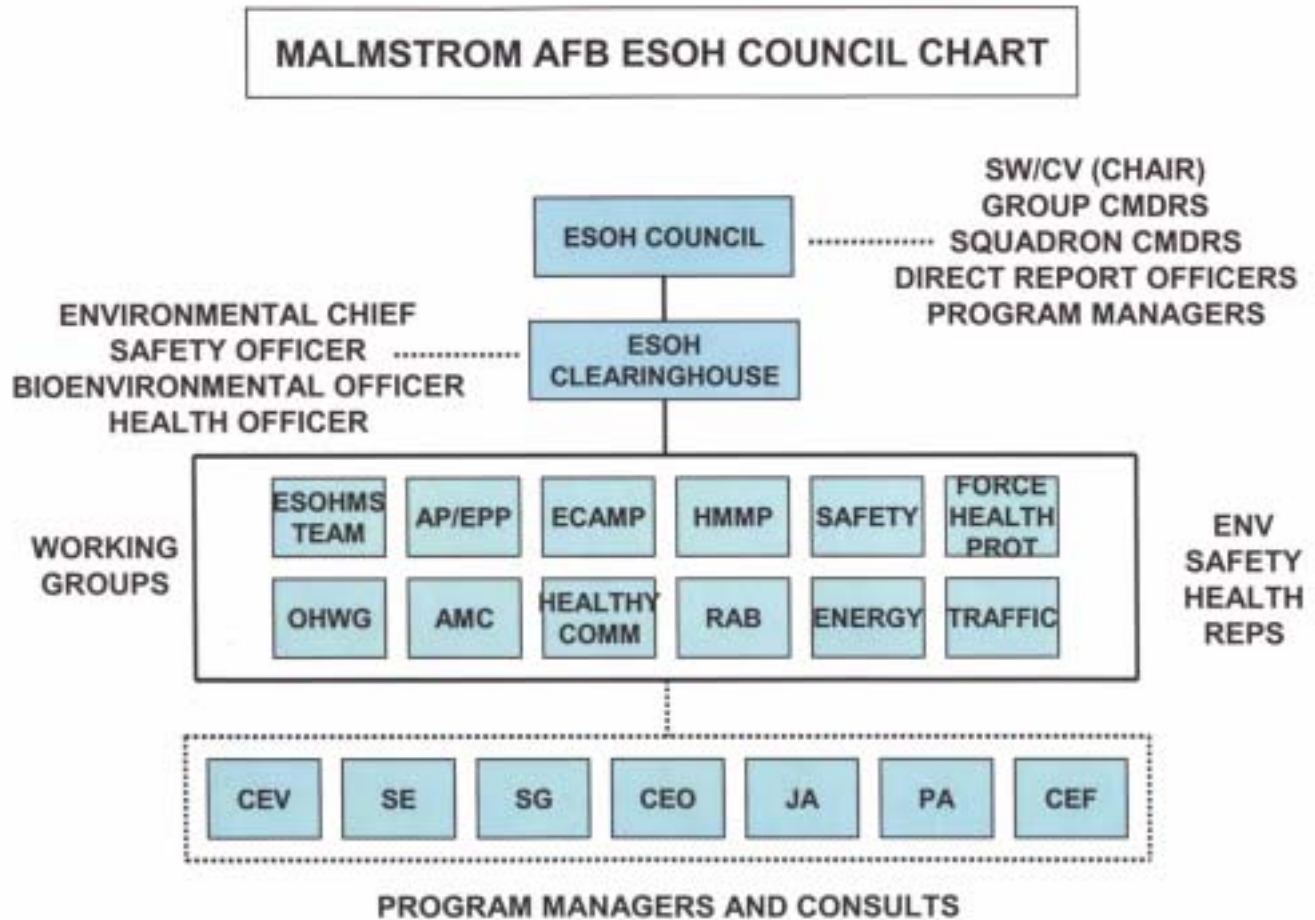 MALMSTROM AFB ESOH COUNCIL CHART
SW/CV (CHAIR)
GROUP CMDRS
SQUADRON CMDRS
DIRECT REPORT OFFICERS
PROGRAM MANAGERS
ESOH COUNCIL
ENVIRONMENTAL CHIEF
SAFETY OFFICER
BIOENVIRONMENTAL OFFICER
HEALTH OFFICER
ESOH
CLEARINGHOUSE
WORKING
GROUPS
ESOHMS
TEAM
AP/EPP
ECAMP
HMMP
SAFETY
FORCE
HEALTH
PROT
OHWG
AMC
HEALTHY
COMM
RAB
ENERGY
TRAFFIC
ENV
SAFETY
HEALTH
REPS
CEV
SE
SG
CEO
JA
PA
CEF
PROGRAM MANAGERS AND CONSULTS